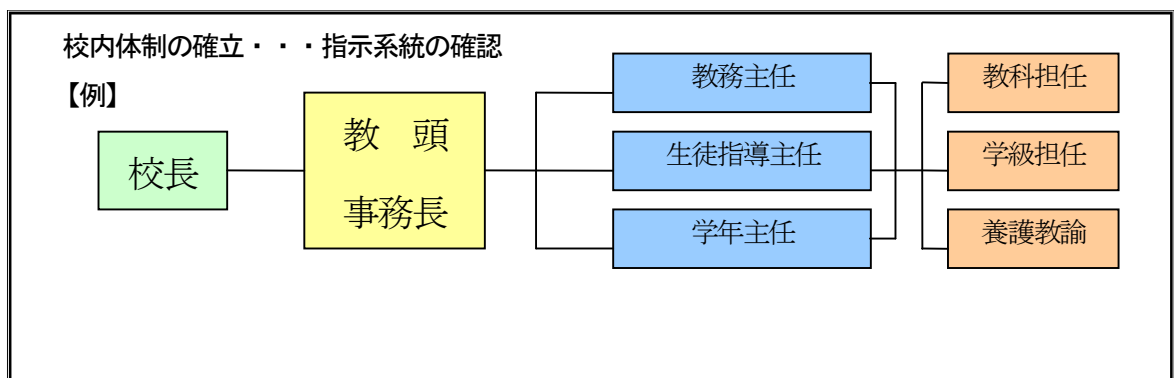 校内体制の確立・・・指示系統の確認
【例】
校長
教　頭
事務長
教務主任
生徒指導主任
学年主任
教科担任
学級担任
養護教諭